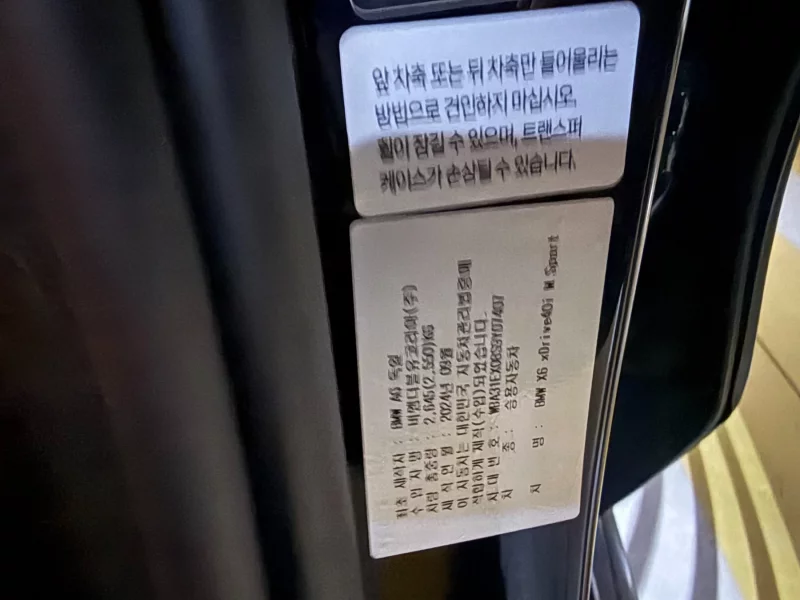 앞 차축 또는 뒤 차축만 들어올리는
방법으로 견인하지 마십시오.
휠이 잠길 수 있으며, 트랜스퍼
케이스가 손상될 수 있습니다.
최초 제작사 : BMW AG 독일
수 입 사 명 : 비엠더블유코리아(주)
차량 총중량 : 2,645(2,550)KG
제 작 연 월 : 2024년 09월
이 자동차는 대한민국 자동차관리법령에
적합하게 제작(수입)되었습니다.
차 대 번 호 :
차 종 : 승용자동차
차 명 : BMW X6 xDrive40i M Sport